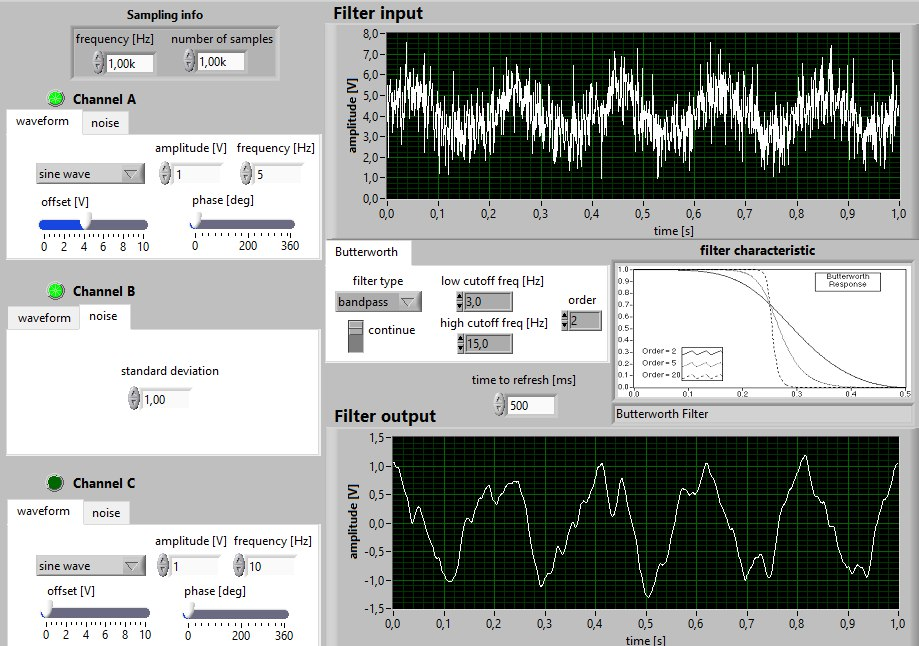 Sampling info
frequency [Hz] number of samples
1,00k 1,00k
Channel A
waveform noise
amplitude [V] frequency [Hz]
sine wave 1 5
offset [V] phase [deg]
0 2 4 6 8 10 0 200 360
Channel B
waveform noise
standard deviation
1,00
Channel C
waveform noise
amplitude [V] frequency [Hz]
sine wave 1 10
offset [V] phase [deg]
0 2 4 6 8 10 0 200 360
Filter input
amplitude [V]
8,0
7,0
6,0
5,0
4,0
3,0
2,0
1,0
0,0
0,0 0,1 0,2 0,3 0,4 0,5 0,6 0,7 0,8 0,9 1,0
time [s]
Butterworth
filter type low cutoff freq [Hz]
bandpass 3,0
order
continue high cutoff freq [Hz] 2
15,0
time to refresh [ms]
500
filter characteristic
Butterworth
Response
1.0
0.9
0.8
0.7
0.6
0.5
0.4
0.3
0.2
0.1
0.0
Order = 2
Order = 5
Order = 20
0.0 0.1 0.2 0.3 0.4 0.5
Butterworth Filter
Filter output
amplitude [V]
1,5
1,0
0,5
0,0
-0,5
-1,0
-1,5
0,0 0,1 0,2 0,3 0,4 0,5 0,6 0,7 0,8 0,9 1,0
time [s]